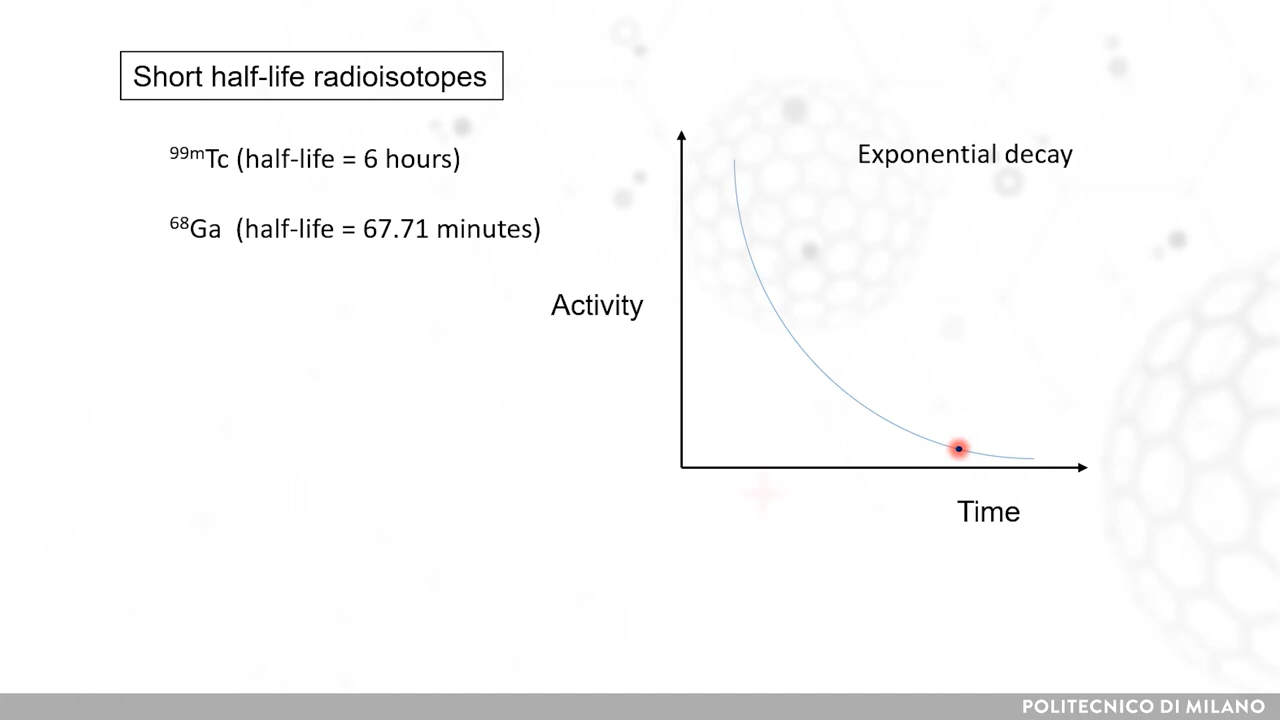 Short half-life radioisotopes
⁹⁹ᵐTc (half-life = 6 hours)
⁶⁸Ga (half-life = 67.71 minutes)
Exponential decay
Activity
Time
POLITECNICO DI MILANO